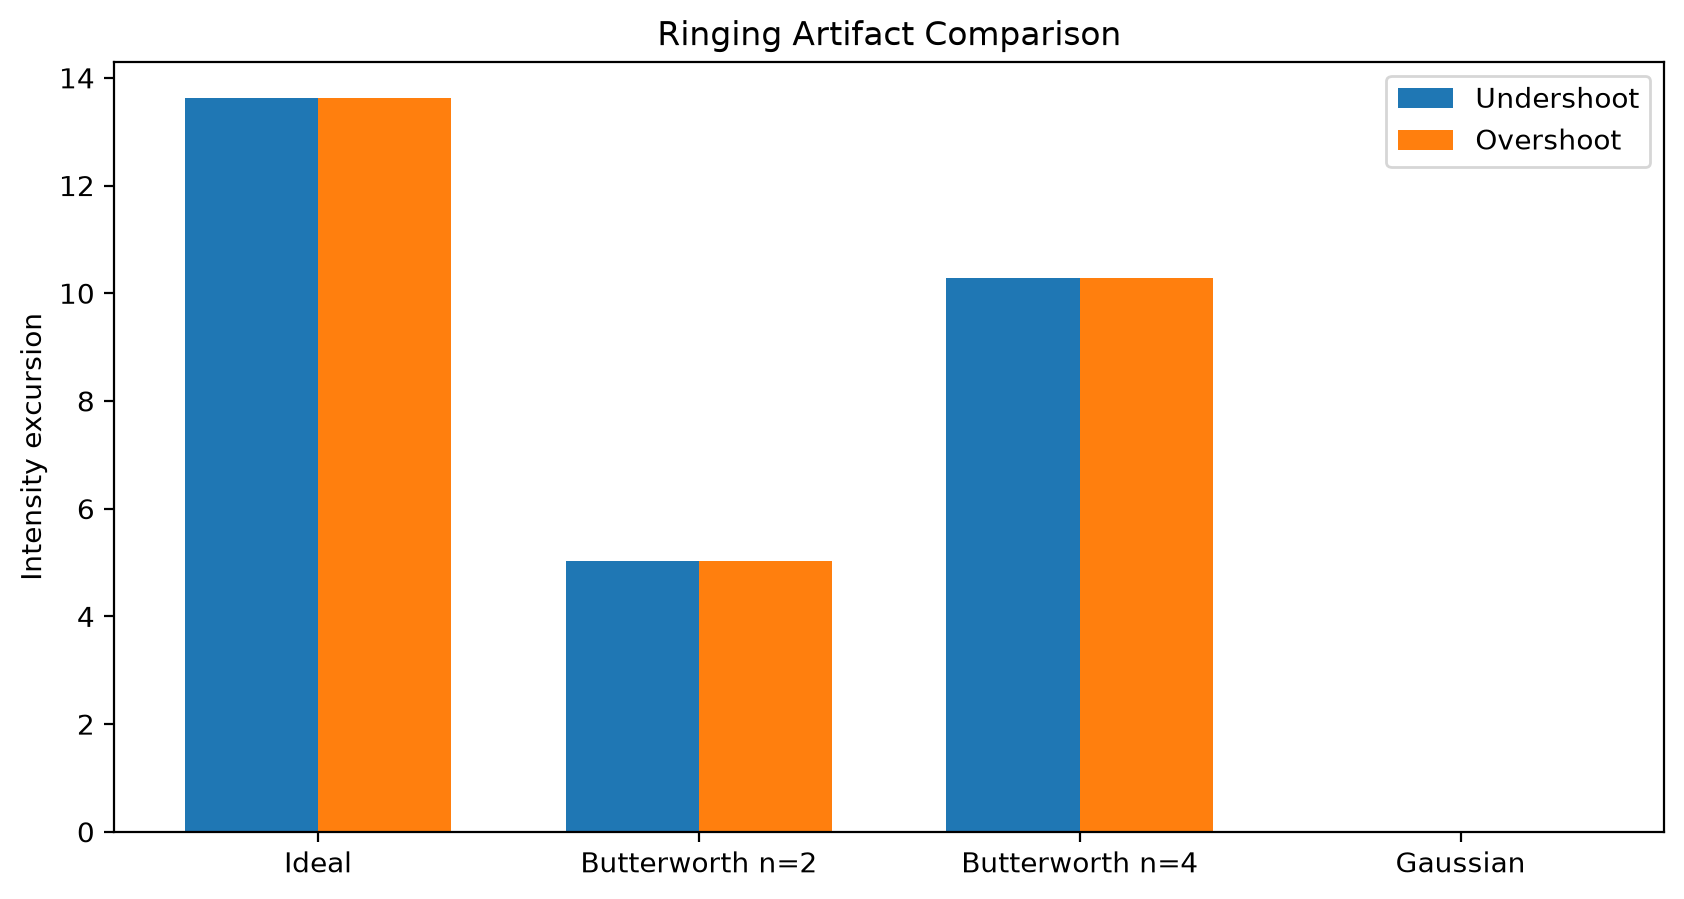 Ringing Artifact Comparison
Undershoot
Overshoot
Intensity excursion
14
12
10
8
6
4
2
0
Ideal Butterworth n=2 Butterworth n=4 Gaussian